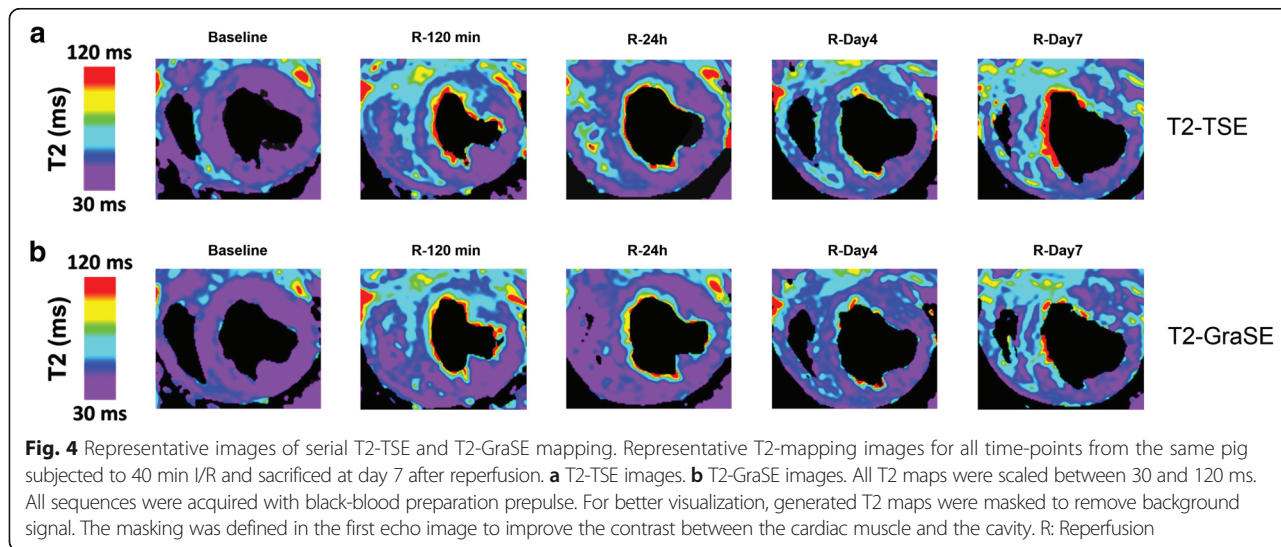 a
Baseline R-120 min R-24h R-Day4 R-Day7
120 ms
T2 (ms)
30 ms
T2-TSE
b
Baseline R-120 min R-24h R-Day4 R-Day7
120 ms
T2 (ms)
30 ms
T2-GraSE
Fig. 4 Representative images of serial T2-TSE and T2-GraSE mapping. Representative T2-mapping images for all time-points from the same pig
subjected to 40 min I/R and sacrificed at day 7 after reperfusion. a T2-TSE images. b T2-GraSE images. All T2 maps were scaled between 30 and 120 ms.
All sequences were acquired with black-blood preparation prepulse. For better visualization, generated T2 maps were masked to remove background
signal. The masking was defined in the first echo image to improve the contrast between the cardiac muscle and the cavity. R: Reperfusion